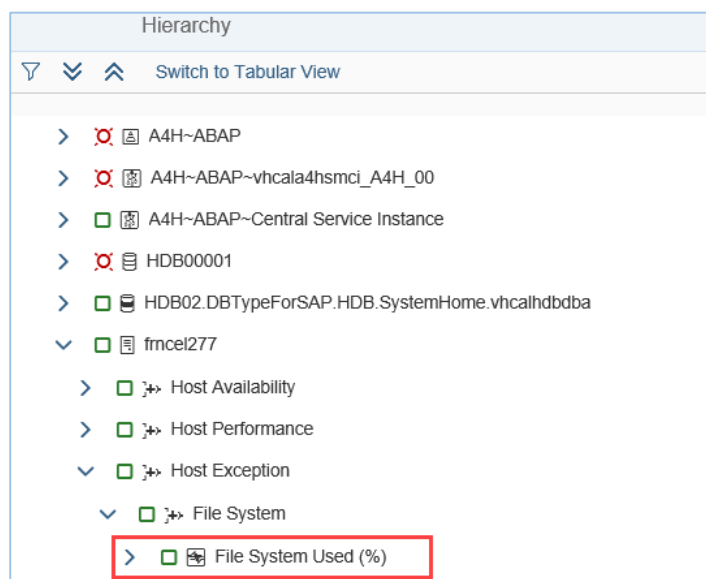 Hierarchy
Switch to Tabular View
A4H~ABAP
A4H~ABAP~vhcala4hsmci_A4H_00
A4H~ABAP~Central Service Instance
HDB00001
HDB02.DBTypeForSAP.HDB.SystemHome.vhcalhdbdba
frncel277
Host Availability
Host Performance
Host Exception
File System
File System Used (%)